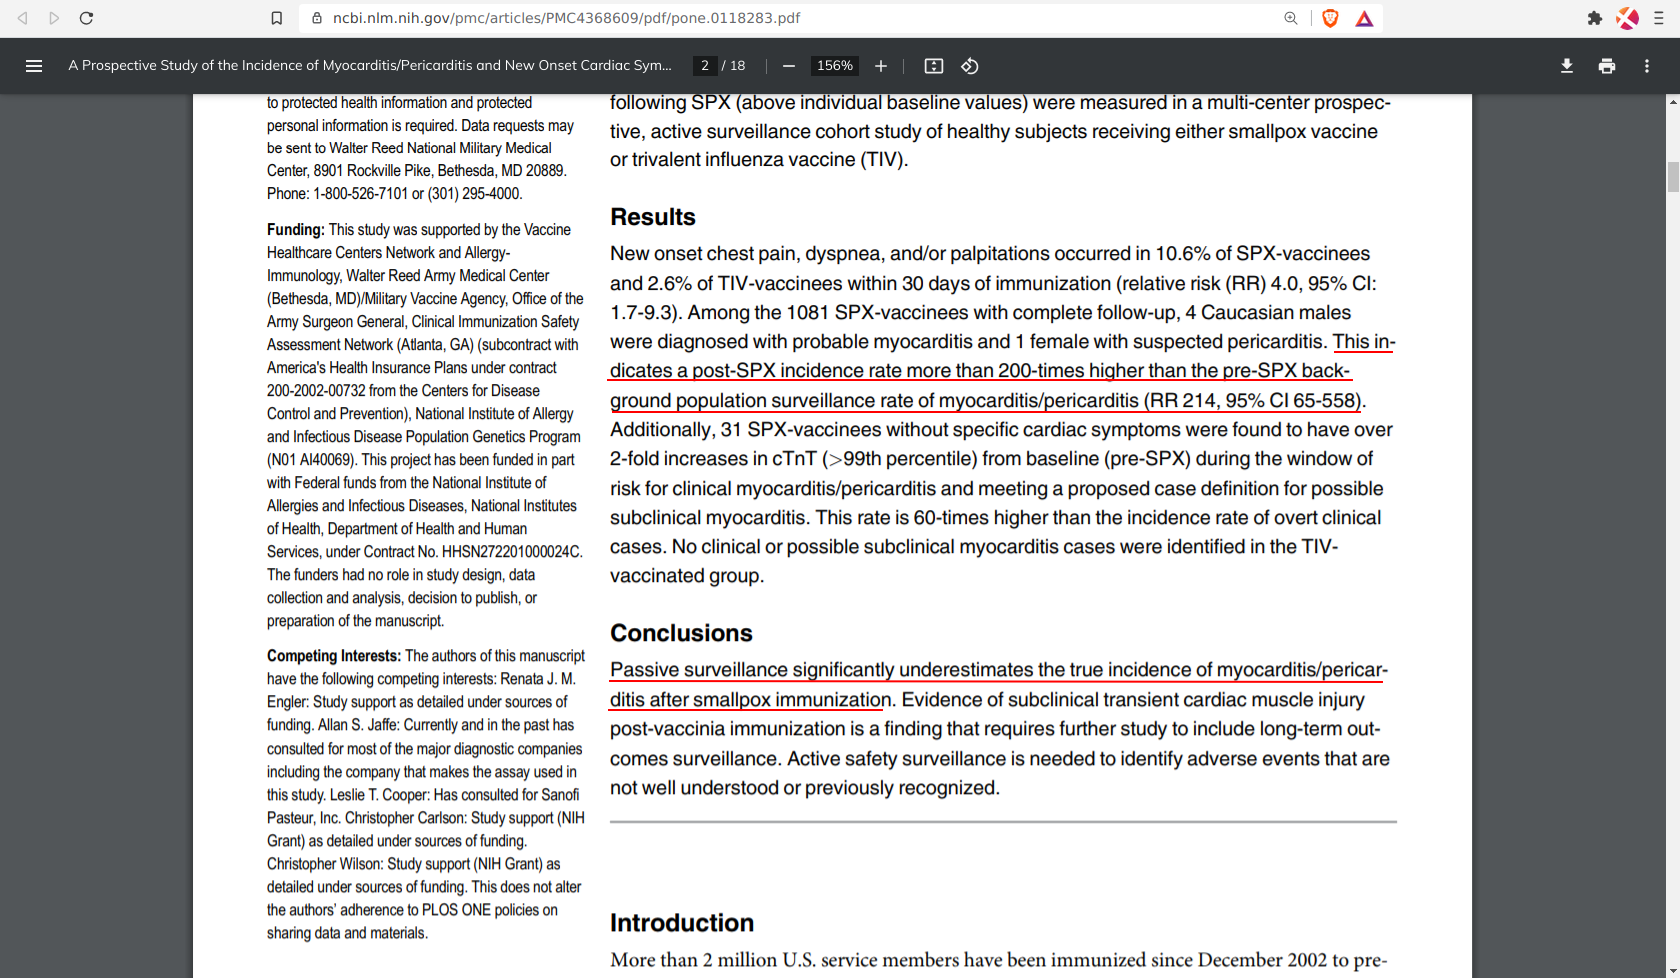 ncbi.nlm.nih.gov/pmc/articles/PMC4368609/pdf/pone.0118283.pdf
A Prospective Study of the Incidence of Myocarditis/Pericarditis and New Onset Cardiac Sym...
2 / 18
156%
to protected health information and protected
personal information is required. Data requests may
be sent to Walter Reed National Military Medical
Center, 8901 Rockville Pike, Bethesda, MD 20889.
Phone: 1-800-526-7101 or (301) 295-4000.
Funding: This study was supported by the Vaccine
Healthcare Centers Network and Allergy-
Immunology, Walter Reed Army Medical Center
(Bethesda, MD)/Military Vaccine Agency, Office of the
Army Surgeon General, Clinical Immunization Safety
Assessment Network (Atlanta, GA) (subcontract with
America's Health Insurance Plans under contract
200-2002-00732 from the Centers for Disease
Control and Prevention), National Institute of Allergy
and Infectious Disease Population Genetics Program
(N01 AI40069). This project has been funded in part
with Federal funds from the National Institute of
Allergies and Infectious Diseases, National Institutes
of Health, Department of Health and Human
Services, under Contract No. HHSN272201000024C.
The funders had no role in study design, data
collection and analysis, decision to publish, or
preparation of the manuscript.
Competing Interests: The authors of this manuscript
have the following competing interests: Renata J. M.
Engler: Study support as detailed under sources of
funding. Allan S. Jaffe: Currently and in the past has
consulted for most of the major diagnostic companies
including the company that makes the assay used in
this study. Leslie T. Cooper: Has consulted for Sanofi
Pasteur, Inc. Christopher Carlson: Study support (NIH
Grant) as detailed under sources of funding.
Christopher Wilson: Study support (NIH Grant) as
detailed under sources of funding. This does not alter
the authors' adherence to PLOS ONE policies on
sharing data and materials.
following SPX (above individual baseline values) were measured in a multi-center prospec-
tive, active surveillance cohort study of healthy subjects receiving either smallpox vaccine
or trivalent influenza vaccine (TIV).
Results
New onset chest pain, dyspnea, and/or palpitations occurred in 10.6% of SPX-vaccinees
and 2.6% of TIV-vaccinees within 30 days of immunization (relative risk (RR) 4.0, 95% CI:
1.7-9.3). Among the 1081 SPX-vaccinees with complete follow-up, 4 Caucasian males
were diagnosed with probable myocarditis and 1 female with suspected pericarditis. This in-
dicates a post-SPX incidence rate more than 200-times higher than the pre-SPX back-
ground population surveillance rate of myocarditis/pericarditis (RR 214, 95% CI 65-558).
Additionally, 31 SPX-vaccinees without specific cardiac symptoms were found to have over
2-fold increases in cTnT (>99th percentile) from baseline (pre-SPX) during the window of
risk for clinical myocarditis/pericarditis and meeting a proposed case definition for possible
subclinical myocarditis. This rate is 60-times higher than the incidence rate of overt clinical
cases. No clinical or possible subclinical myocarditis cases were identified in the TIV-
vaccinated group.
Conclusions
Passive surveillance significantly underestimates the true incidence of myocarditis/pericar-
ditis after smallpox immunization. Evidence of subclinical transient cardiac muscle injury
post-vaccinia immunization is a finding that requires further study to include long-term out-
comes surveillance. Active safety surveillance is needed to identify adverse events that are
not well understood or previously recognized.
Introduction
More than 2 million U.S. service members have been immunized since December 2002 to pre-